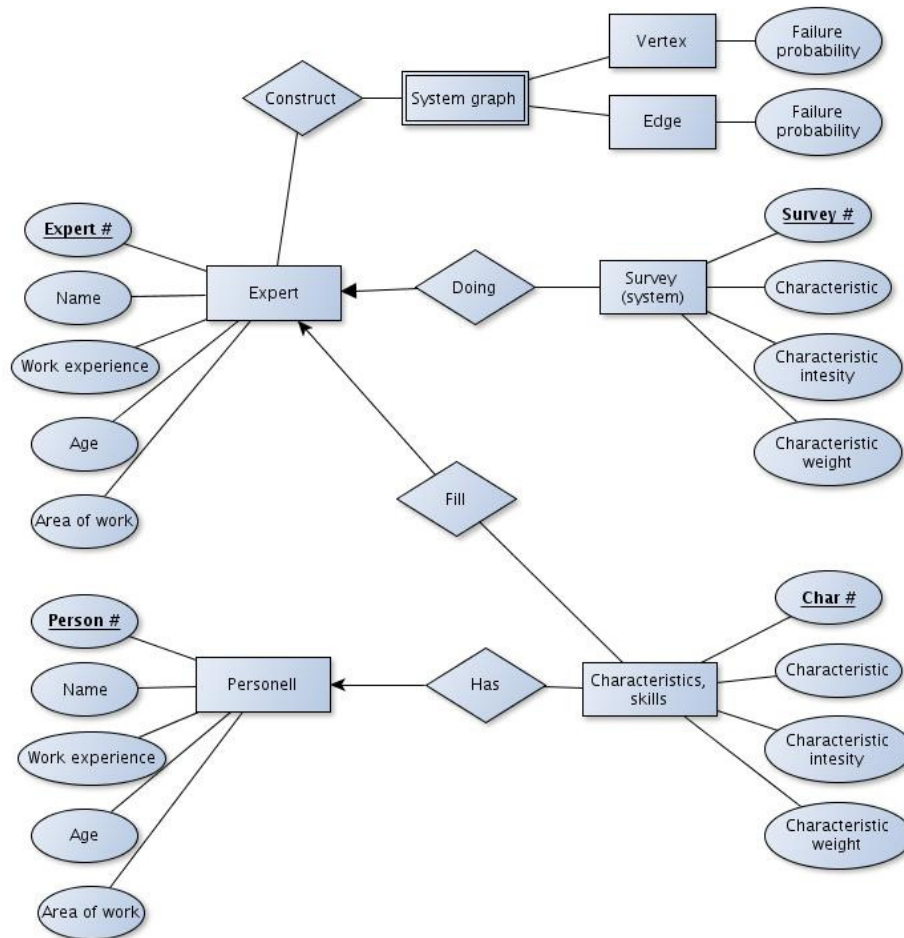 Vertex
Failure
probability
Construct
System graph
Edge
Failure
probability
Expert #
Survey #
Name
Expert
Doing
Survey
(system)
Characteristic
Work experience
Characteristic
intesity
Age
Characteristic
weight
Area of work
Fill
Person #
Char #
Name
Personell
Has
Characteristics,
skills
Characteristic
Work experience
Characteristic
intesity
Age
Characteristic
weight
Area of work